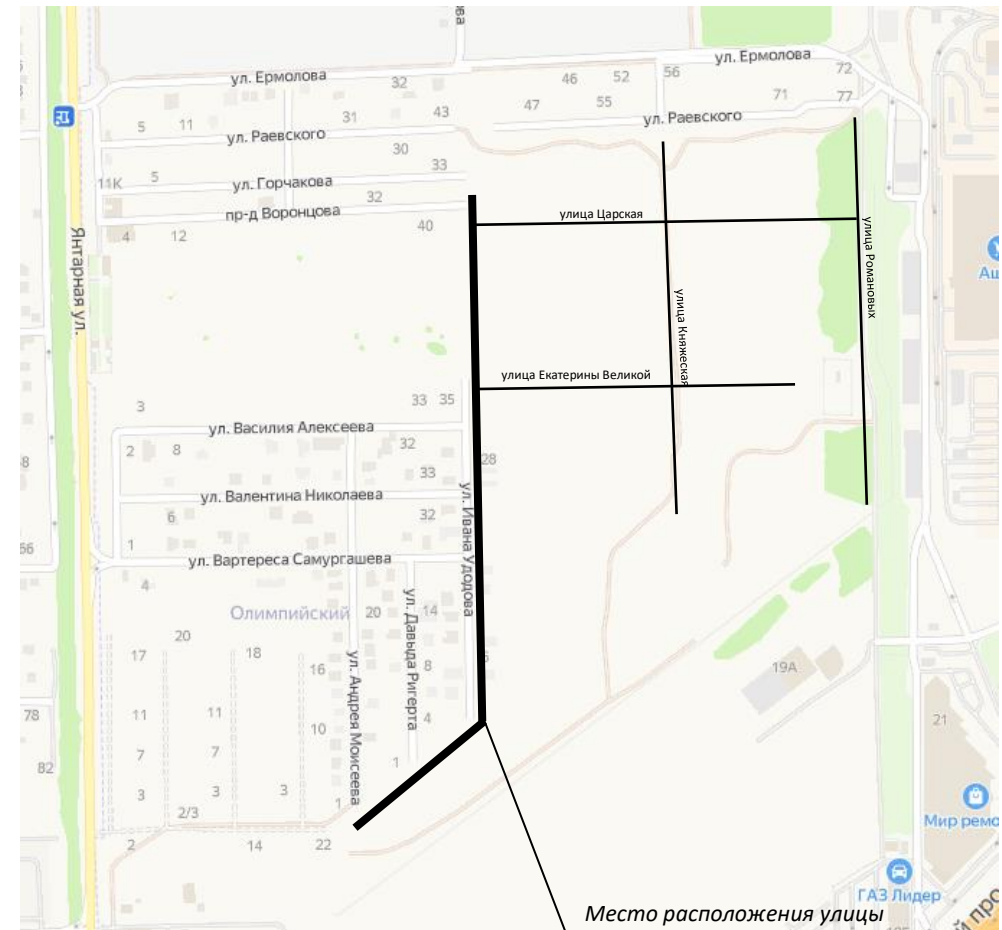 ул. Ермолова
32
46
52
56
ул. Ермолова
72
5
11
ул. Раевского
31
43
47
55
ул. Раевского
71
77
30
33
11К
5
ул. Горчакова
32
пр-д Воронцова
4
12
40
улица Царская
улица Романовых
Янтарная ул.
улица Княжеская
улица Екатерины Великой
3
33
35
ул. Василия Алексеева
2
8
32
28
33
ул. Валентина Николаева
6
32
ул. Ивана Удодова
66
1
ул. Вартереса Самургашева
4
Олимпийский
20
14
ул. Давыда Ригерта
20
17
18
16
8
19А
ул. Андрея Моисеева
78
11
11
10
4
21
7
7
1
82
3
3
3
1
2/3
2
14
22
Мир ремо
ГАЗ Лидер
Место расположения улицы